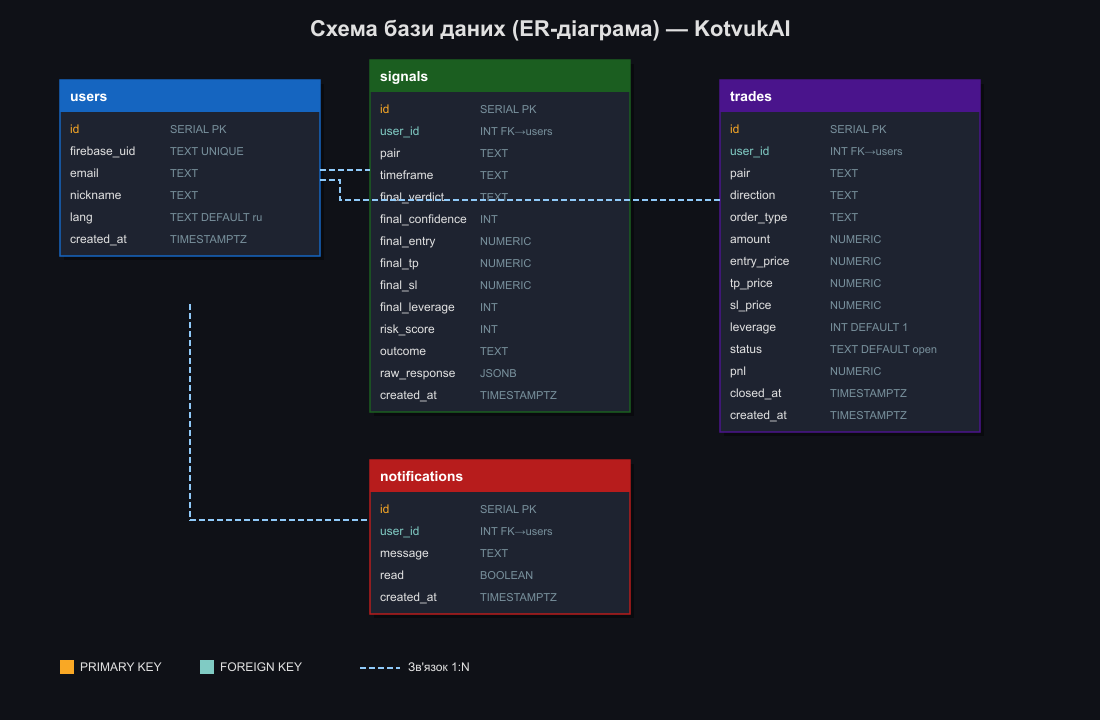 Схема бази даних (ER-діаграма) — KotvukAI
users
id SERIAL PK
firebase_uid TEXT UNIQUE
email TEXT
nickname TEXT
lang TEXT DEFAULT ru
created_at TIMESTAMPTZ
signals
id SERIAL PK
user_id INT FK→users
pair TEXT
timeframe TEXT
final_verdict TEXT
final_confidence INT
final_entry NUMERIC
final_tp NUMERIC
final_sl NUMERIC
final_leverage INT
risk_score INT
outcome TEXT
raw_response JSONB
created_at TIMESTAMPTZ
trades
id SERIAL PK
user_id INT FK→users
pair TEXT
direction TEXT
order_type TEXT
amount NUMERIC
entry_price NUMERIC
tp_price NUMERIC
sl_price NUMERIC
leverage INT DEFAULT 1
status TEXT DEFAULT open
pnl NUMERIC
closed_at TIMESTAMPTZ
created_at TIMESTAMPTZ
notifications
id SERIAL PK
user_id INT FK→users
message TEXT
read BOOLEAN
created_at TIMESTAMPTZ
PRIMARY KEY FOREIGN KEY Зв'язок 1:N